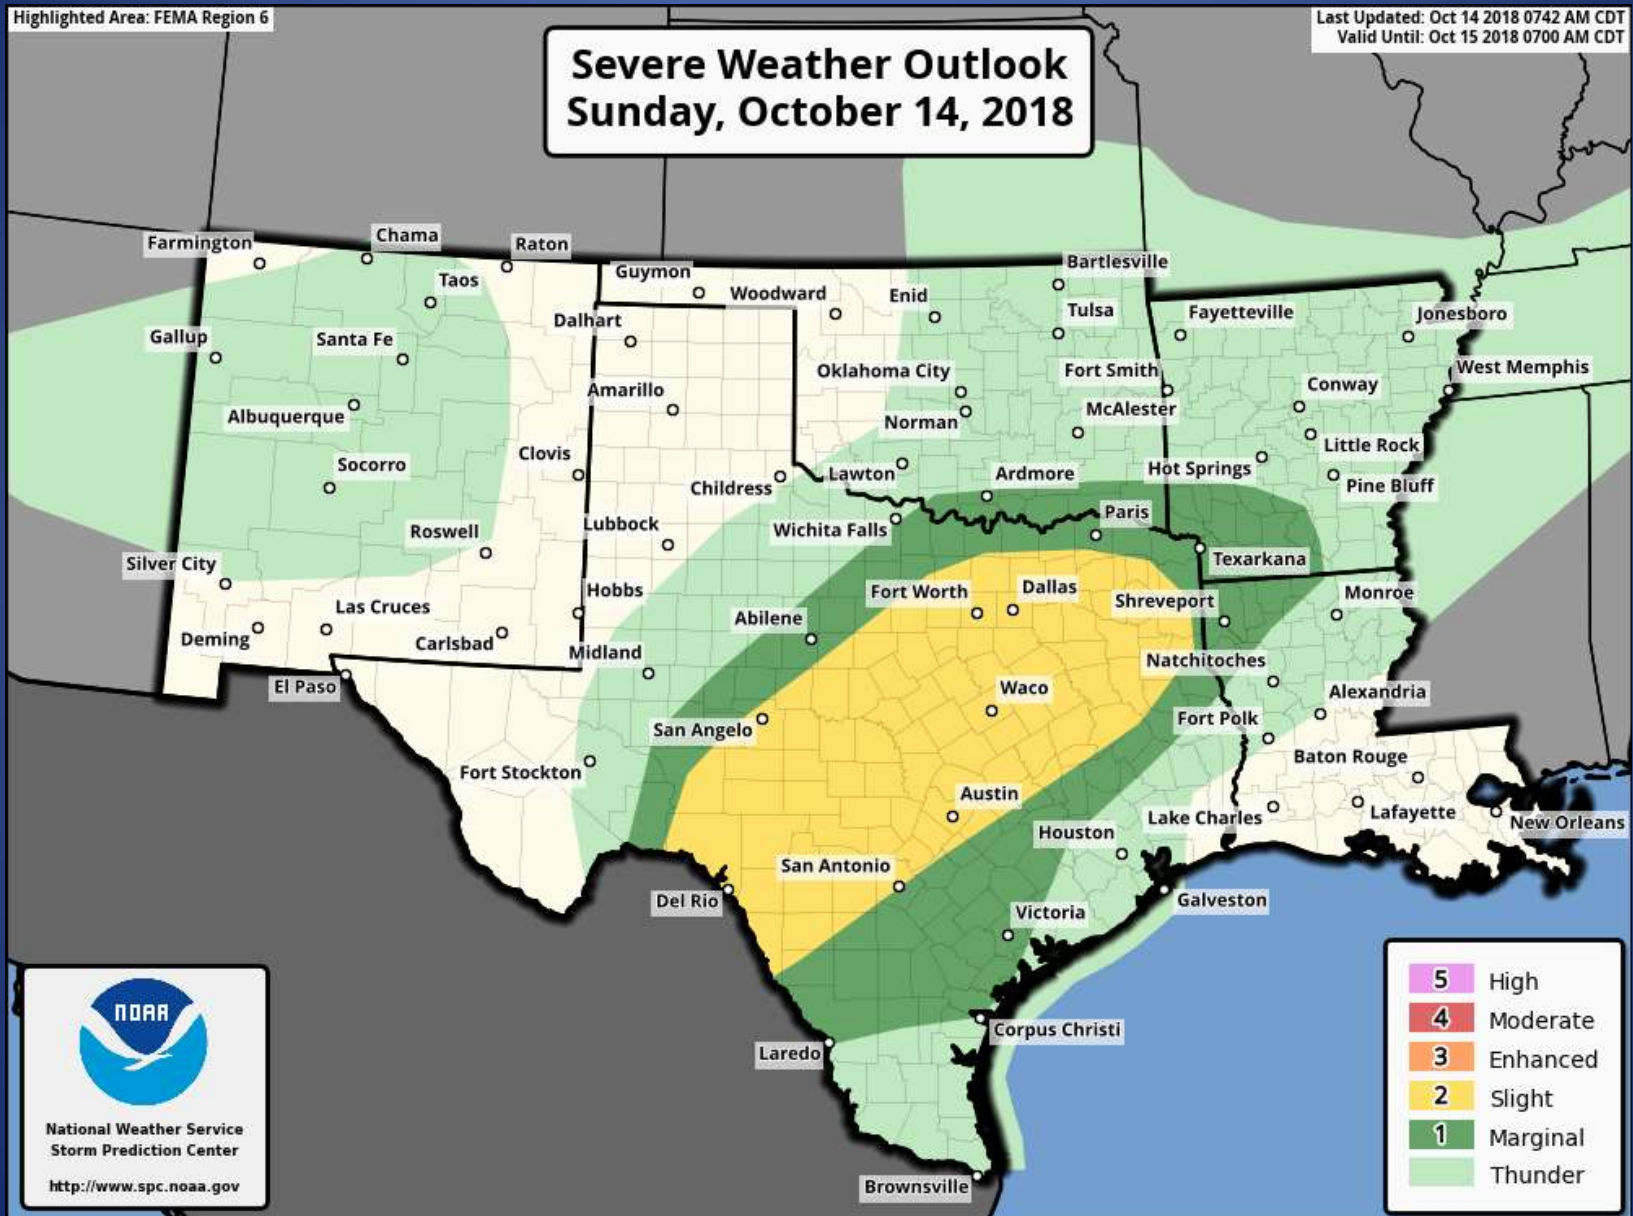 Highlighted Area: FEMA Region 6
Last Updated: Oct 14 2018 0742 AM CDT
Valid Until: Oct 15 2018 0700 AM CDT
Severe Weather Outlook
Sunday, October 14, 2018
Farmington
Chama
Raton
Taos
Guymon
Woodward
Enid
Bartlesville
Tulsa
Fayetteville
Jonesboro
Gallup
Santa Fe
Dalhart
Oklahoma City
Fort Smith
West Memphis
Albuquerque
Amarillo
Norman
McAlester
Conway
Little Rock
Socorro
Clovis
Childress
Lawton
Ardmore
Hot Springs
Pine Bluff
Roswell
Lubbock
Wichita Falls
Paris
Texarkana
Silver City
Las Cruces
Hobbs
Fort Worth
Dallas
Shreveport
Monroe
Deming
Carlsbad
Midland
Abilene
Natchitoches
El Paso
San Angelo
Waco
Fort Polk
Alexandria
Fort Stockton
Austin
Baton Rouge
Houston
Lake Charles
Lafayette
New Orleans
San Antonio
Del Rio
Victoria
Galveston
Laredo
Corpus Christi
Brownsville
NOAA
National Weather Service
Storm Prediction Center
http://www.spc.noaa.gov
5 High
4 Moderate
3 Enhanced
2 Slight
1 Marginal
Thunder